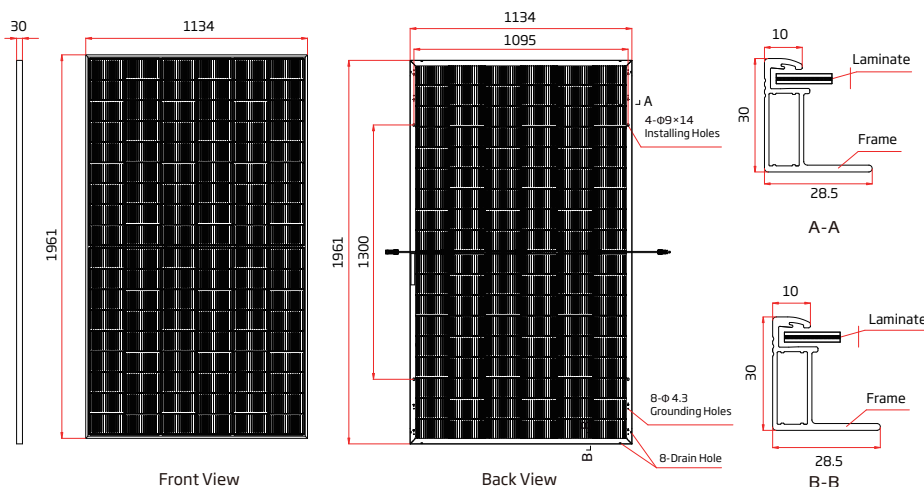 30
1134
1961
Front View
1134
1095
1961
1300
A
4-Φ9×14
Installing Holes
8-Φ 4.3
Grounding Holes
8-Drain Hole
B
Back View
10
Laminate
30
Frame
28.5
A-A
10
Laminate
30
Frame
28.5
B-B